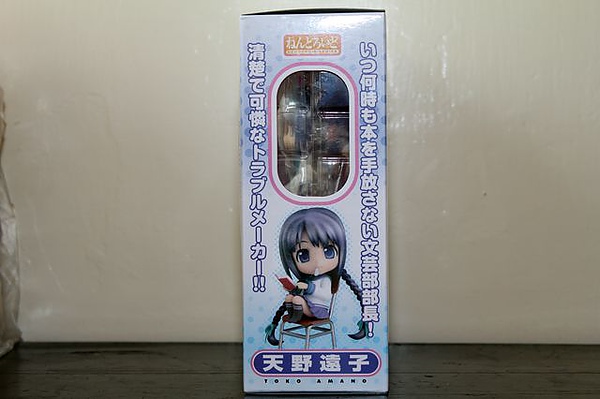 ねんどろいど
いつ何時も本を手放さない文芸部部長！
清楚で可憐なトラブルメーカー!!
天野遠子
TOKO AMANO